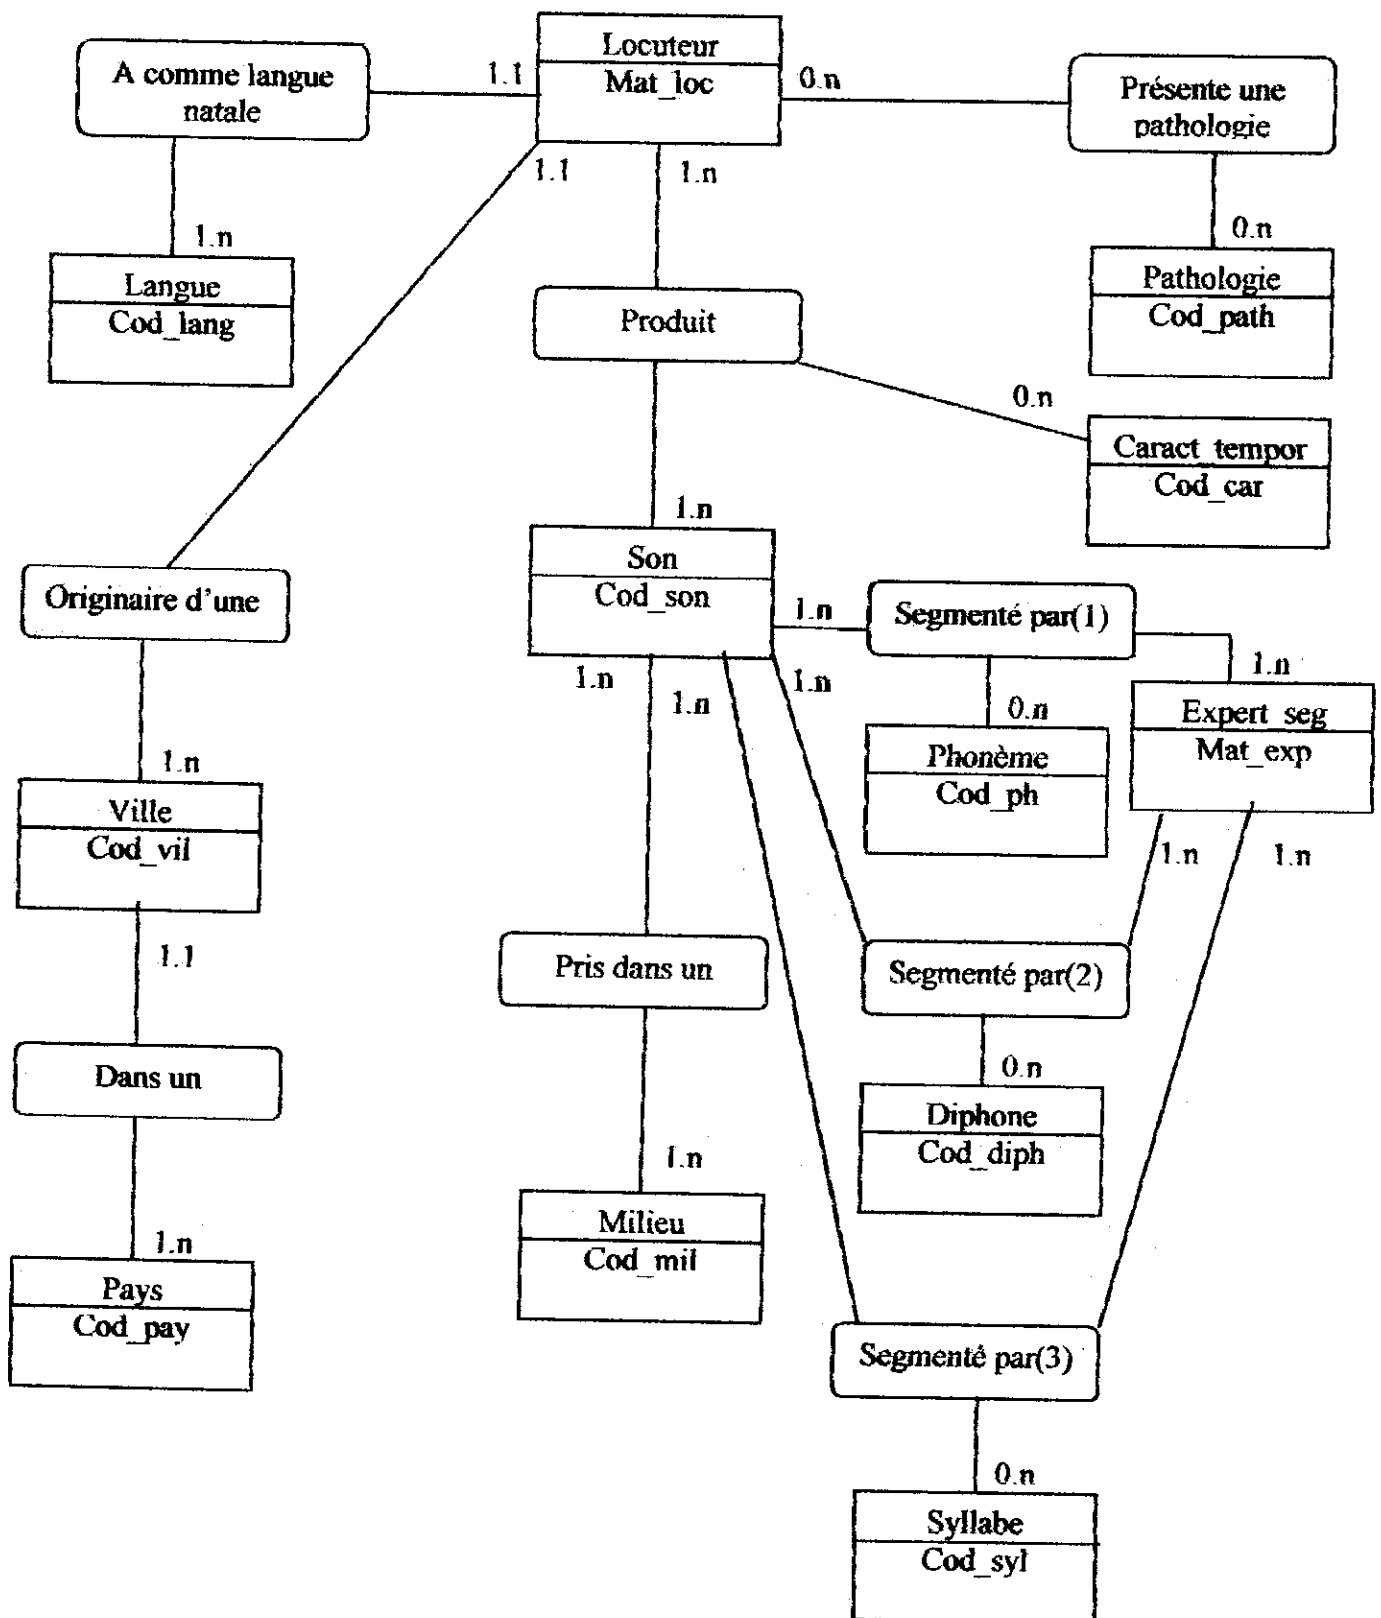 Locuteur
Mat_loc
A comme langue
natale
1.1
0.n
Présente une
pathologie
1.1
1.n
1.n
Langue
Cod_lang
0.n
Pathologie
Cod_path
Produit
0.n
Caract_tempor
Cod_car
1.n
Son
Cod_son
Originaire d'une
1.n
Segmenté par(1)
1.n
1.n
1.n
1.n
Expert_seg
Mat_exp
0.n
Phonème
Cod_ph
1.n
Ville
Cod_vil
1.n
1.n
1.1
Pris dans un
Segmenté par(2)
Dans un
0.n
Diphone
Cod_diph
1.n
Milieu
Cod_mil
1.n
Pays
Cod_pay
Segmenté par(3)
0.n
Syllabe
Cod_syl